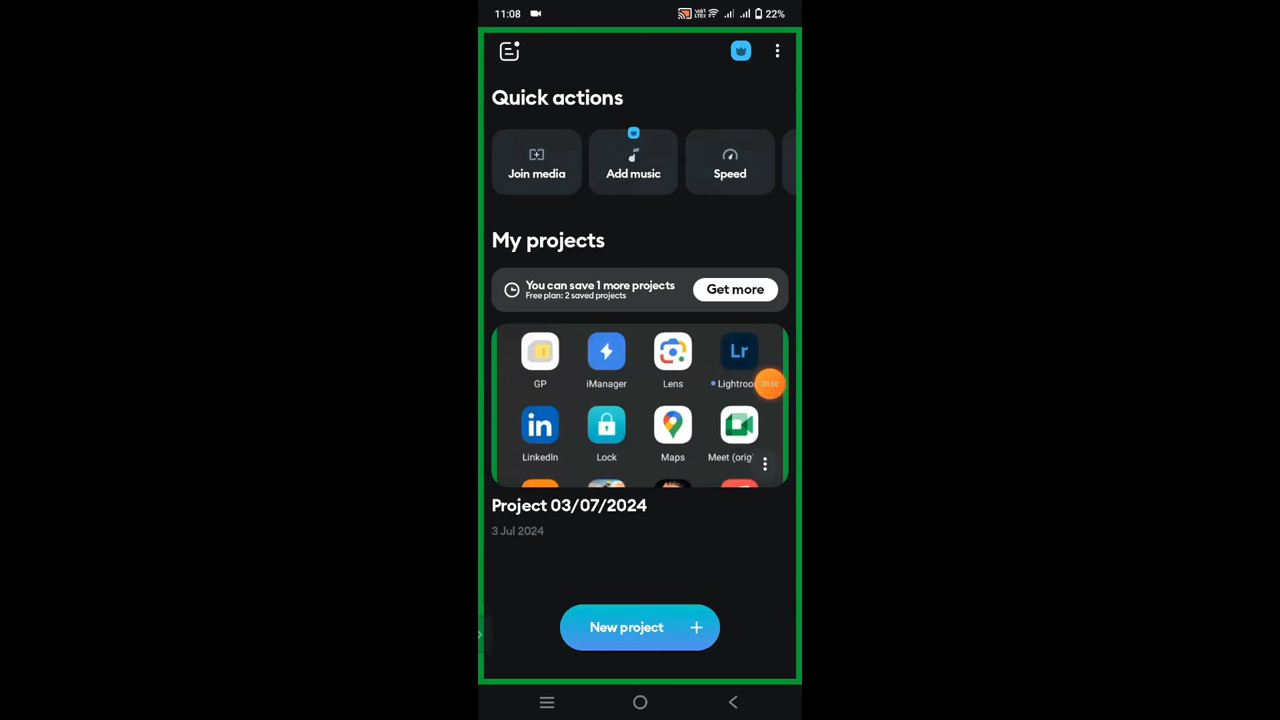 11:08
22%
Quick actions
Join media
Add music
Speed
My projects
You can save 1 more projects
Free plan: 2 saved projects
Get more
GP
iManager
Lens
Lightroo
00:00
LinkedIn
Lock
Maps
Meet (orig
Project 03/07/2024
3 Jul 2024
New project